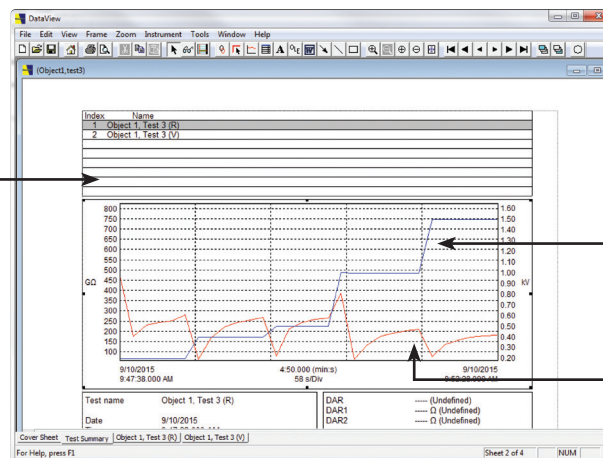 DataView
File Edit View Frame Zoom Instrument Tools Window Help
(Object1,test3)
Index Name
1 Object 1, Test 3 (R)
2 Object 1, Test 3 (V)
800
750
700
650
600
550
500
450
400
350
300
250
200
150
100
GΩ
1.60
1.50
1.40
1.30
1.20
1.10
1.00
0.90
0.80
0.70
0.60
0.50
0.40
0.30
0.20
kV
9/10/2015 4:50.000 (min:s) 9/10/2015
9:47:38.000 AM 58 s/Div
Test name Object 1, Test 3 (R) DAR ----- (Undefined)
DAR1 ----- Ω (Undefined)
Date 9/10/2015 DAR2 ----- Ω (Undefined)
Cover Sheet Test Summary Object 1, Test 3 (R) Object 1, Test 3 (V)
For Help, press F1 Sheet 2 of 4 NUM